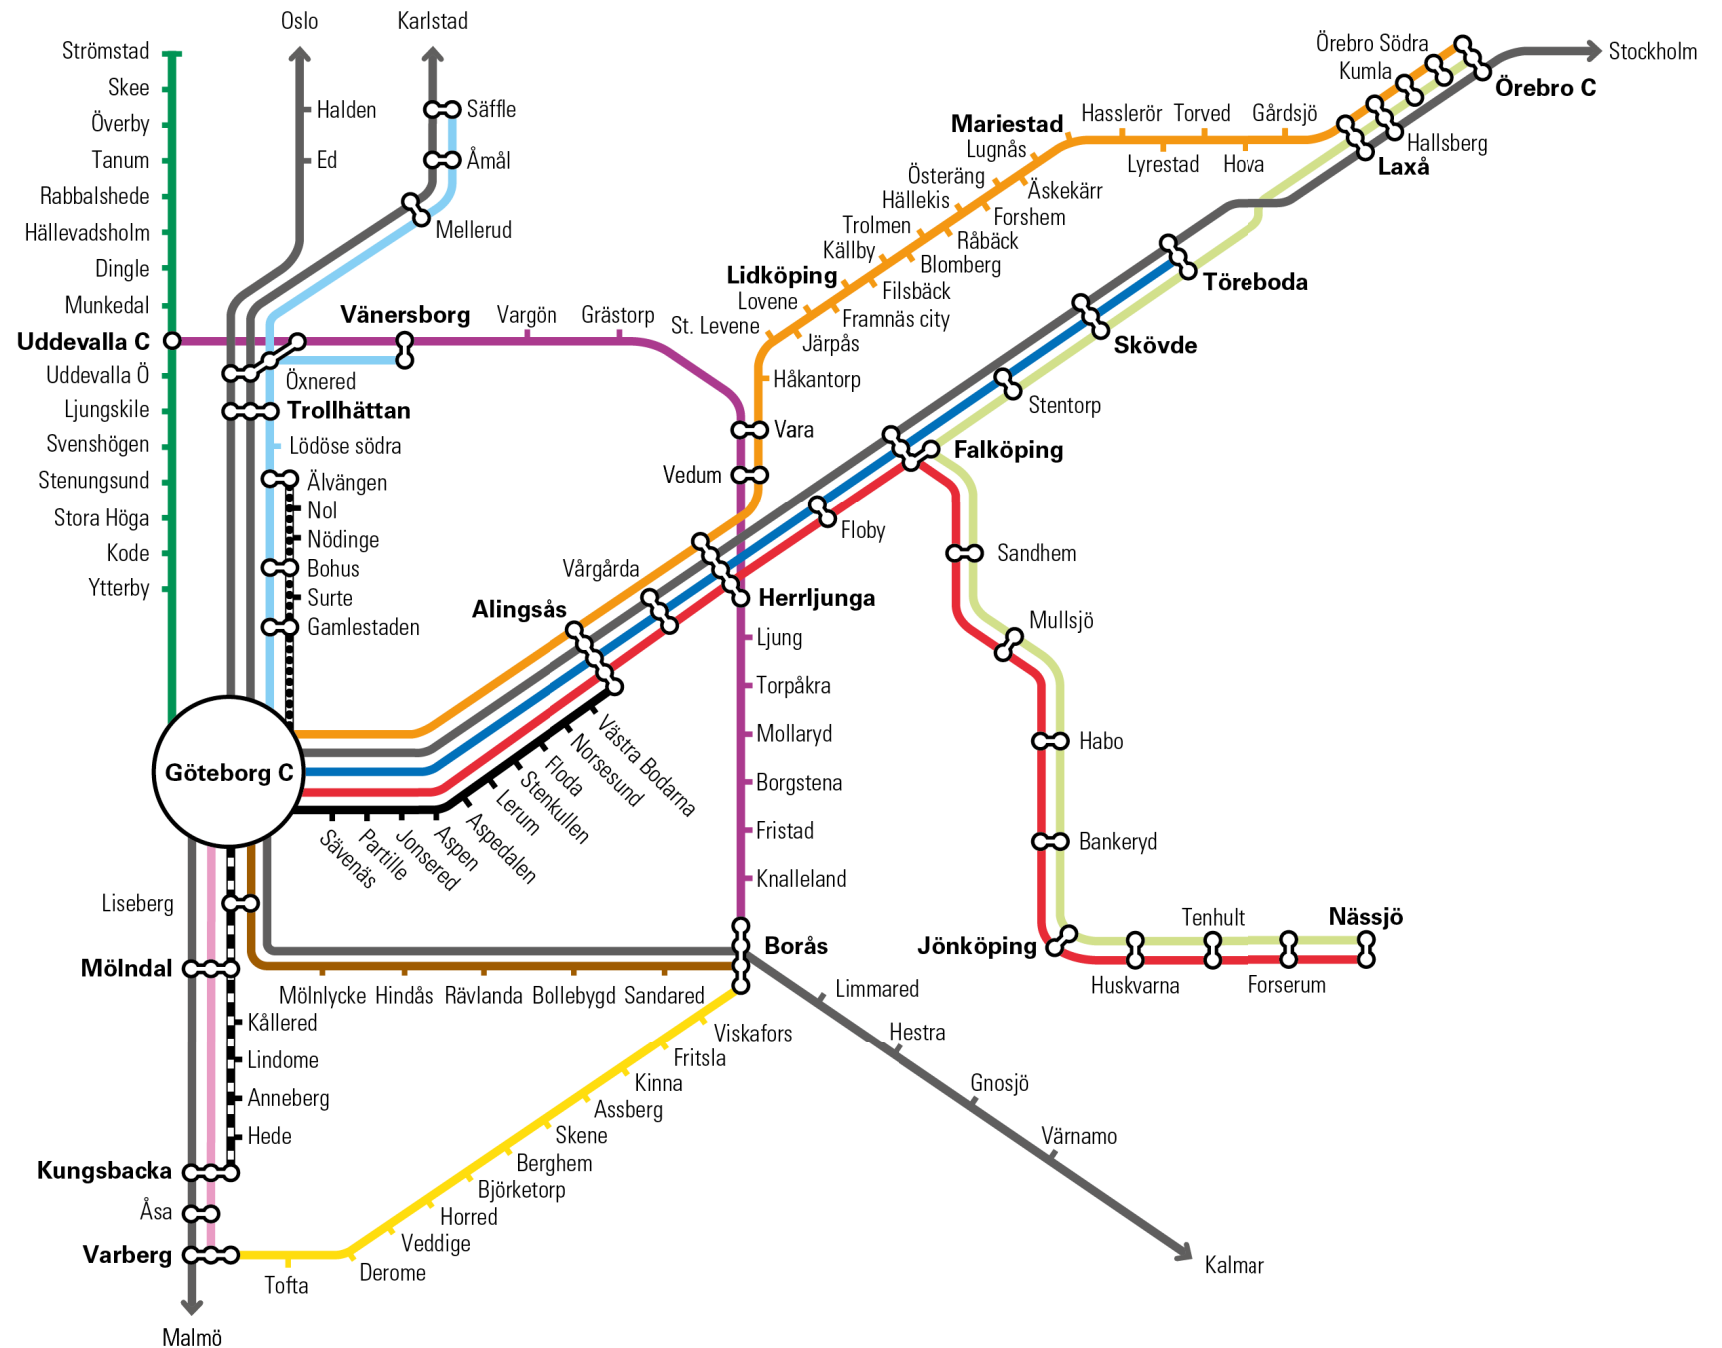 Oslo
Karlstad
Strömstad
Skee
Överby
Tanum
Rabbalshede
Hällevadsholm
Dingle
Munkedal
Uddevalla C
Uddevalla Ö
Ljungskile
Svenshögen
Stenungsund
Stora Höga
Kode
Ytterby
Halden
Ed
Säffle
Åmål
Mellerud
Vänersborg
Vargön
Grästorp
Öxnered
Trollhättan
Lödöse södra
Älvängen
Nol
Nödinge
Bohus
Surte
Gamlestaden
Göteborg C
Örebro Södra
Kumla
Stockholm
Örebro C
Hallsberg
Laxå
Gårdsjö
Hova
Torved
Lyrestad
Hasslerör
Mariestad
Lugnås
Äskekärr
Österäng
Forshem
Hällekis
Råbäck
Trolmen
Blomberg
Källby
Filsbäck
Lidköping
Framnäs city
Lovene
Järpås
St. Levene
Håkantorp
Vara
Vedum
Töreboda
Skövde
Stentorp
Falköping
Floby
Herrljunga
Vårgårda
Alingsås
Västra Bodarna
Norsesund
Floda
Stenkullen
Lerum
Aspedalen
Aspen
Jonsered
Partille
Sävenäs
Ljung
Torpåkra
Mollaryd
Borgstena
Fristad
Knalleland
Borås
Sandhem
Mullsjö
Habo
Bankeryd
Jönköping
Huskvarna
Tenhult
Forserum
Nässjö
Liseberg
Mölndal
Kållered
Lindome
Anneberg
Hede
Kungsbacka
Åsa
Varberg
Malmö
Mölnlycke
Hindås
Rävlanda
Bollebygd
Sandared
Viskafors
Fritsla
Kinna
Assberg
Skene
Berghem
Björketorp
Horred
Veddige
Derome
Tofta
Limmared
Hestra
Gnosjö
Värnamo
Kalmar